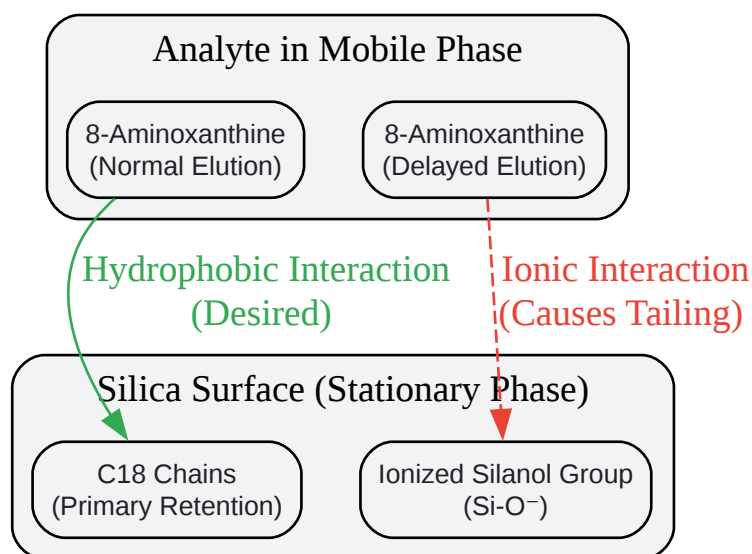 Analyte in Mobile Phase
8-Aminoxanthine
(Normal Elution)
8-Aminoxanthine
(Delayed Elution)
Hydrophobic Interaction
(Desired)
Ionic Interaction
(Causes Tailing)
Silica Surface (Stationary Phase)
C18 Chains
(Primary Retention)
Ionized Silanol Group
(Si-O⁻)